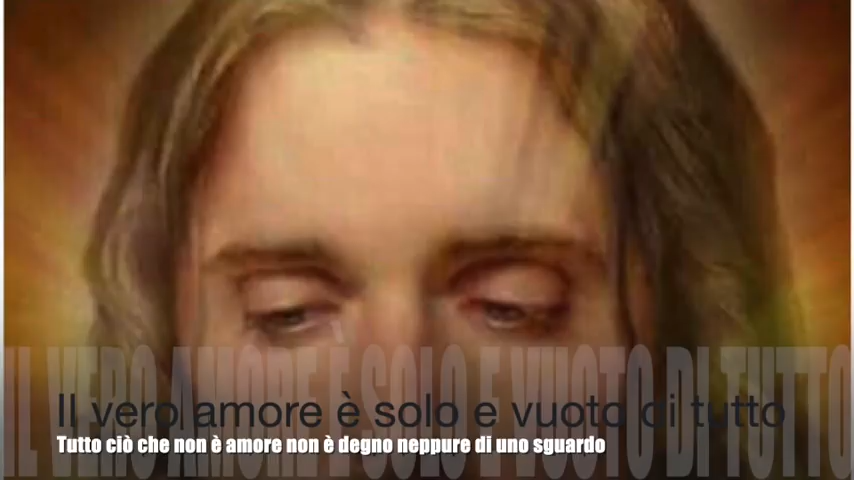 IL VERO AMORE È SOLO E VUOTO DI TUTTO
Il vero amore è solo e vuoto di tutto
Tutto ciò che non è amore non è degno neppure di uno sguardo